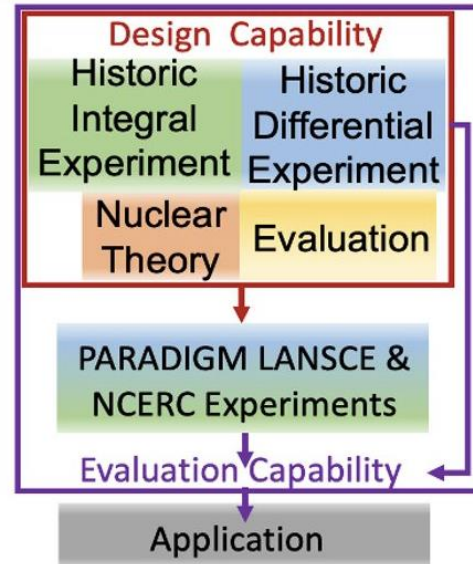 Design Capability
Historic
Integral
Experiment
Historic
Differential
Experiment
Nuclear
Theory
Evaluation
PARADIGM LANSCE &
NCERC Experiments
Evaluation Capability
Application